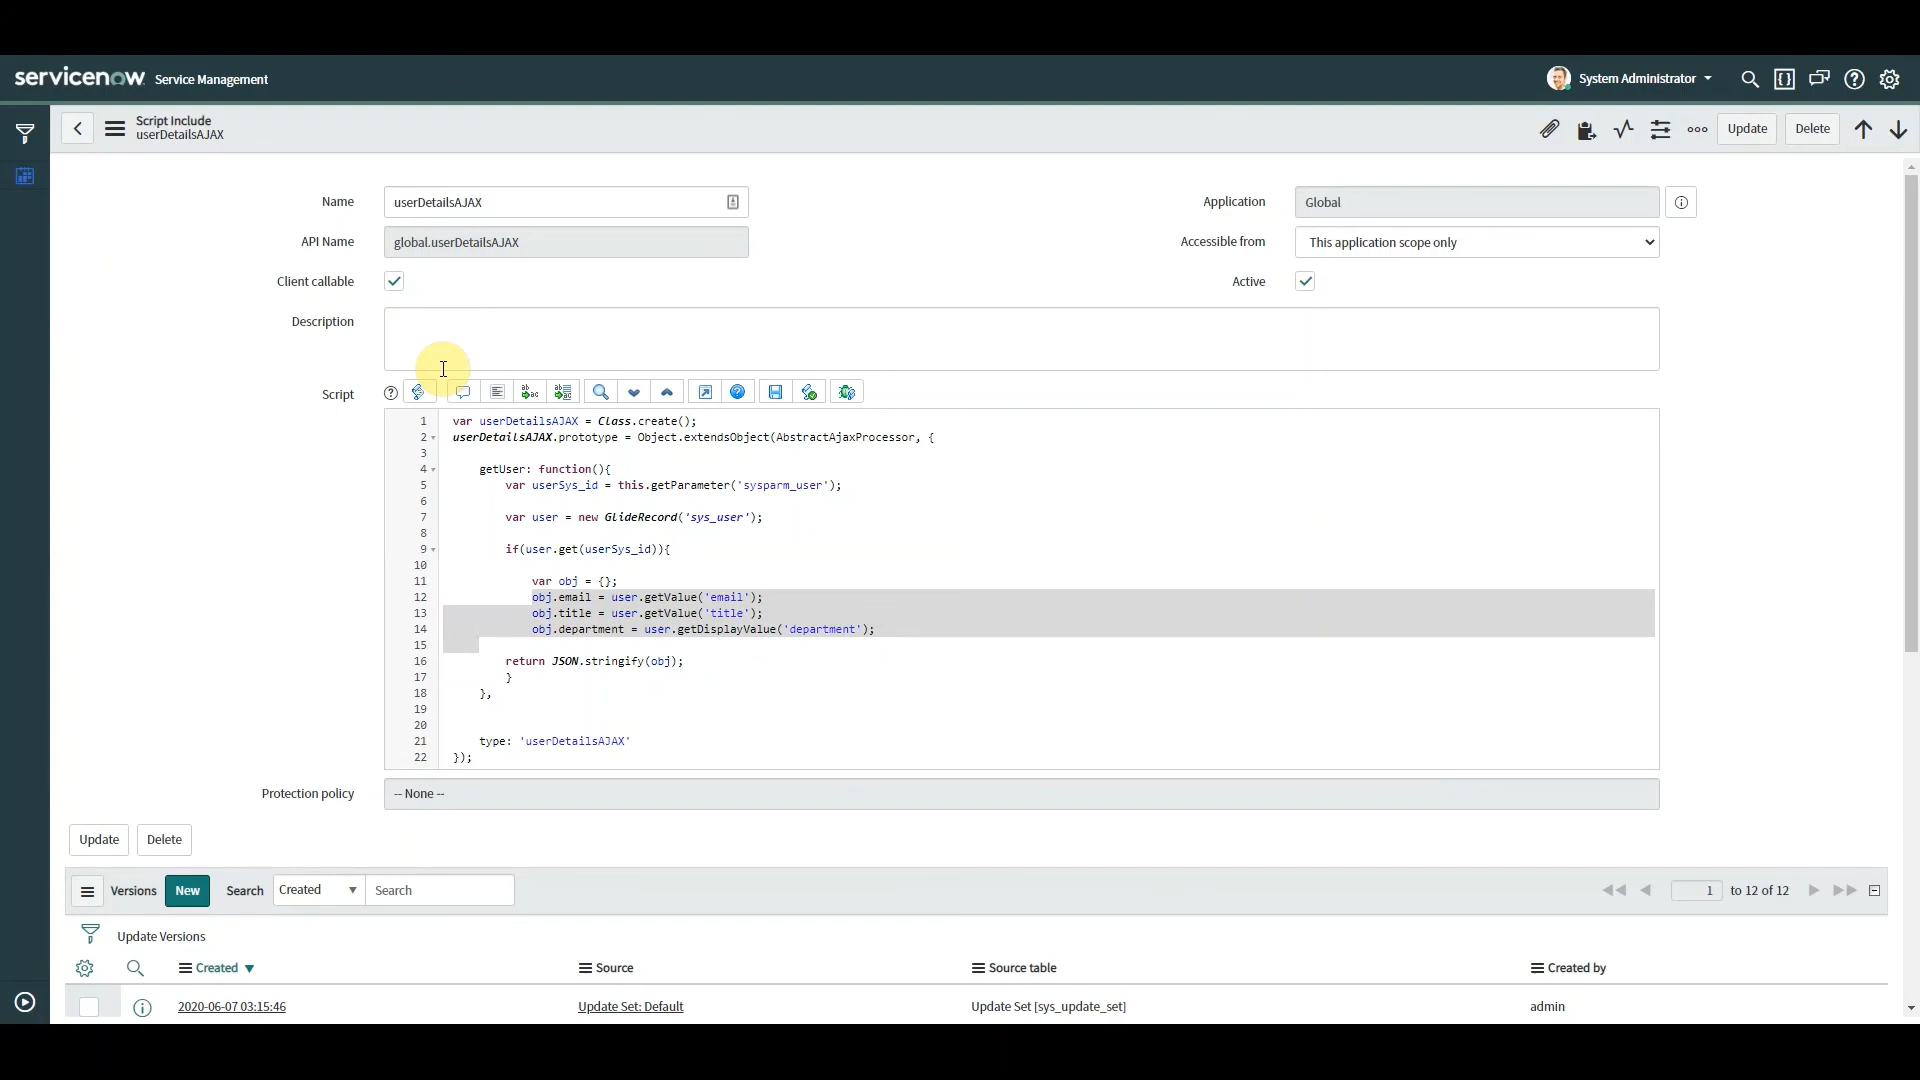 servicenow Service Management
System Administrator
Script Include
userDetailsAJAX
Update
Delete
Name
userDetailsAJAX
Application
Global
API Name
global.userDetailsAJAX
Accessible from
This application scope only
Client callable
Active
Description
Script
1 var userDetailsAJAX = Class.create();
2 userDetailsAJAX.prototype = Object.extendsObject(AbstractAjaxProcessor, {
3
4 getUser: function(){
5 var userSys_id = this.getParameter('sysparm_user');
6
7 var user = new GlideRecord('sys_user');
8
9 if(user.get(userSys_id)){
10
11 var obj = {};
12 obj.email = user.getValue('email');
13 obj.title = user.getValue('title');
14 obj.department = user.getDisplayValue('department');
15
16 return JSON.stringify(obj);
17 }
18 },
19
20
21 type: 'userDetailsAJAX'
22 });
Protection policy
-- None --
Update
Delete
Versions
New
Search
Created
Search
1 to 12 of 12
Update Versions
Created
Source
Source table
Created by
2020-06-07 03:15:46
Update Set: Default
Update Set [sys_update_set]
admin